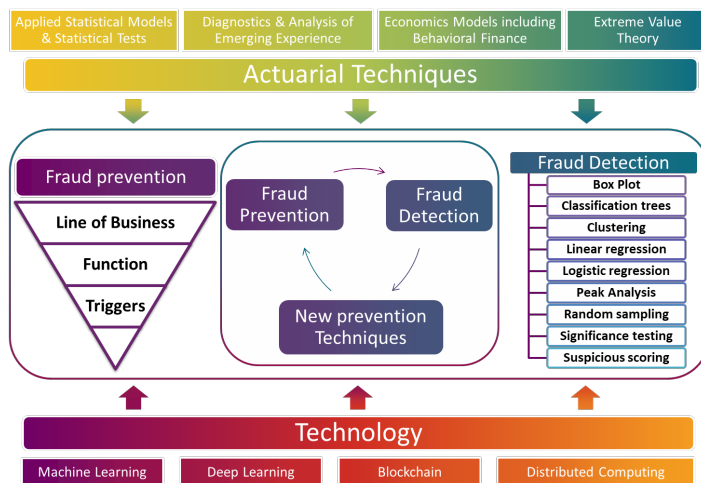 Applied Statistical Models
& Statistical Tests
Diagnostics & Analysis of
Emerging Experience
Economics Models including
Behavioral Finance
Extreme Value
Theory
Actuarial Techniques
Fraud prevention
Line of Business
Function
Triggers
Fraud
Prevention
Fraud
Detection
New prevention
Techniques
Fraud Detection
Box Plot
Classification trees
Clustering
Linear regression
Logistic regression
Peak Analysis
Random sampling
Significance testing
Suspicious scoring
Technology
Machine Learning
Deep Learning
Blockchain
Distributed Computing